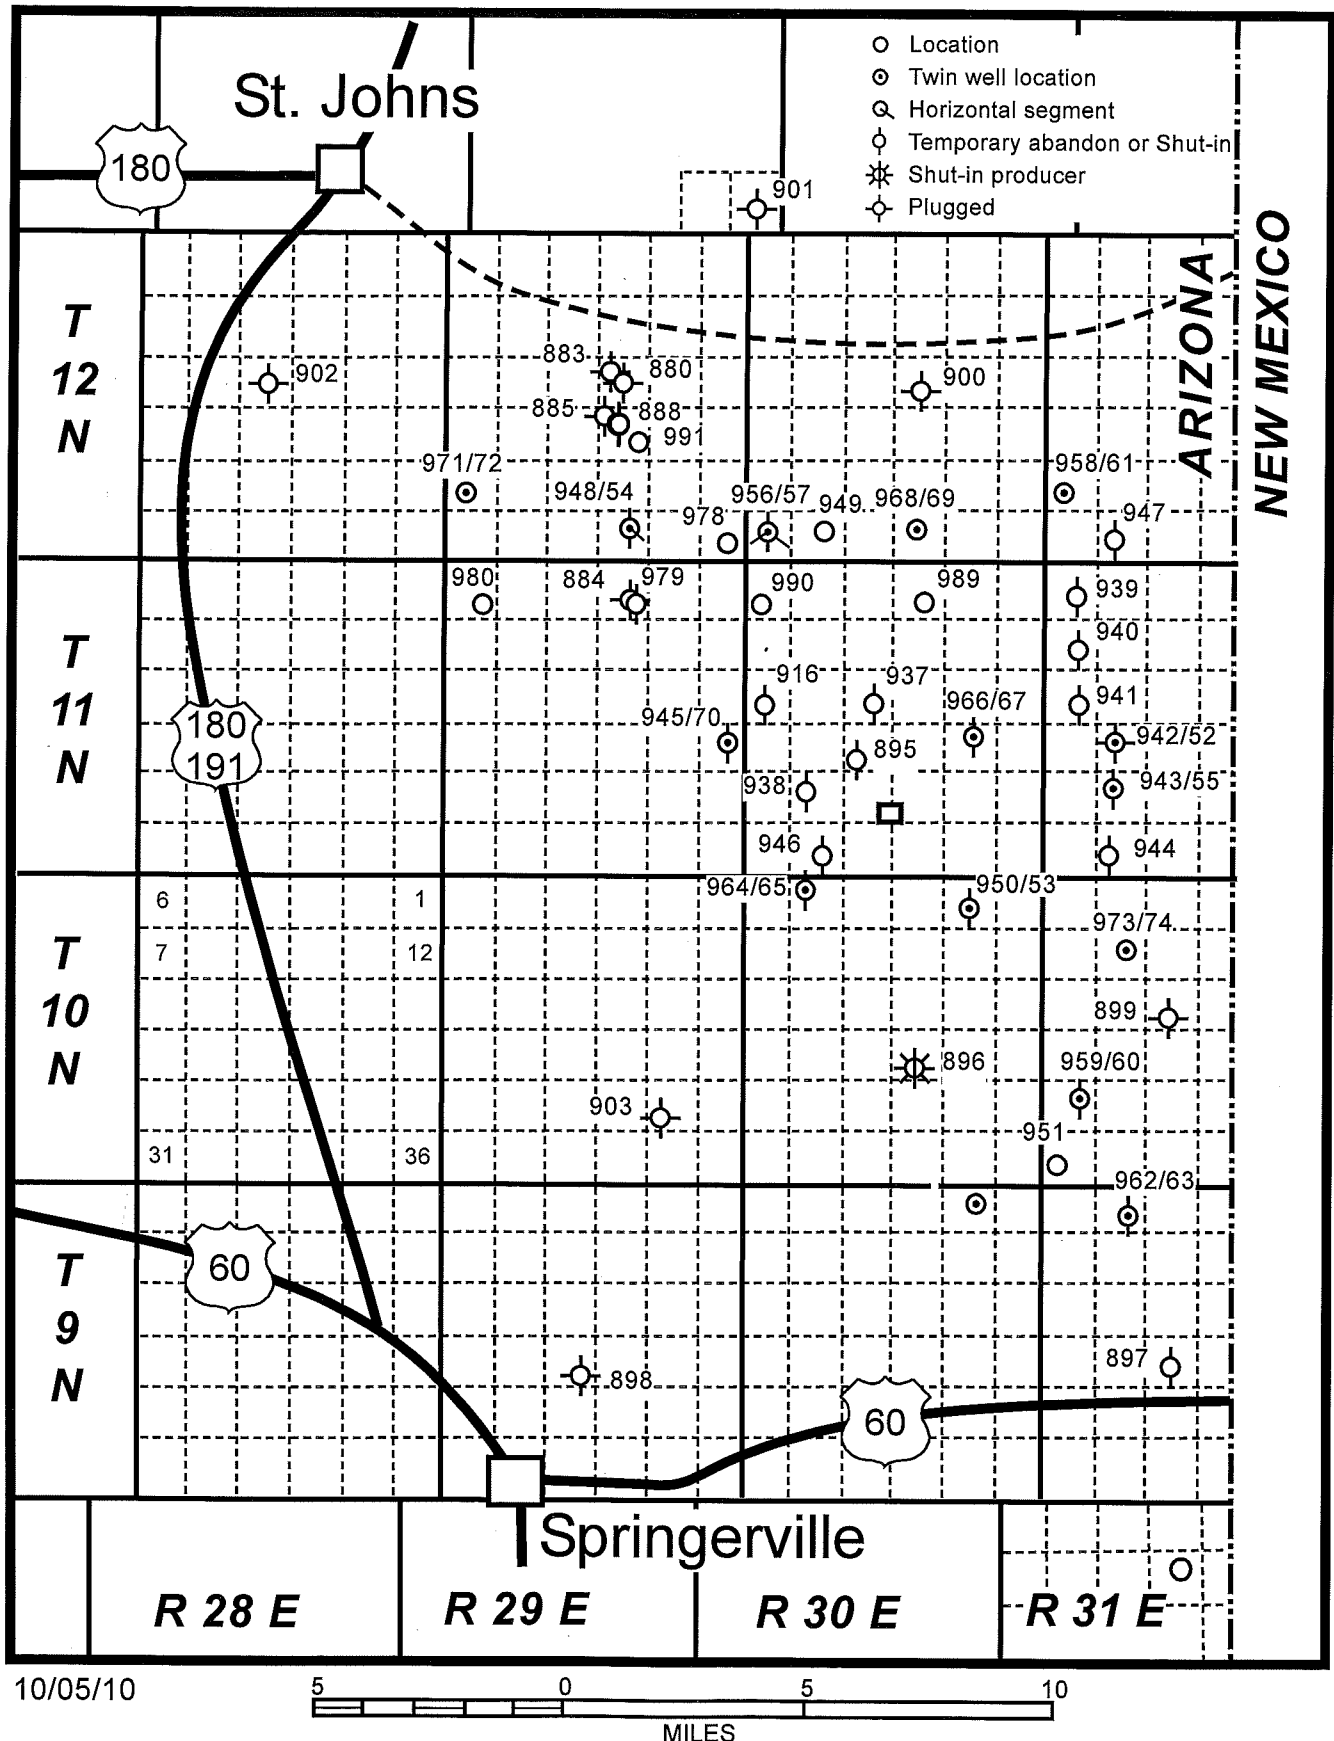 St. Johns
180
Location
Twin well location
Horizontal segment
Temporary abandon or Shut-in
Shut-in producer
Plugged
901
ARIZONA
NEW MEXICO
T
12
N
902
883
880
885
888
991
900
971/72
948/54
978
956/57
949
968/69
958/61
947
T
11
N
980
884
979
990
989
939
940
916
937
941
945/70
966/67
942/52
895
938
943/55
946
944
180
191
964/65
950/53
6
1
7
12
31
36
T
10
N
973/74
899
896
959/60
903
951
962/63
T
9
N
60
898
897
60
Springerville
R 28 E
R 29 E
R 30 E
R 31 E
10/05/10
5
0
5
10
MILES